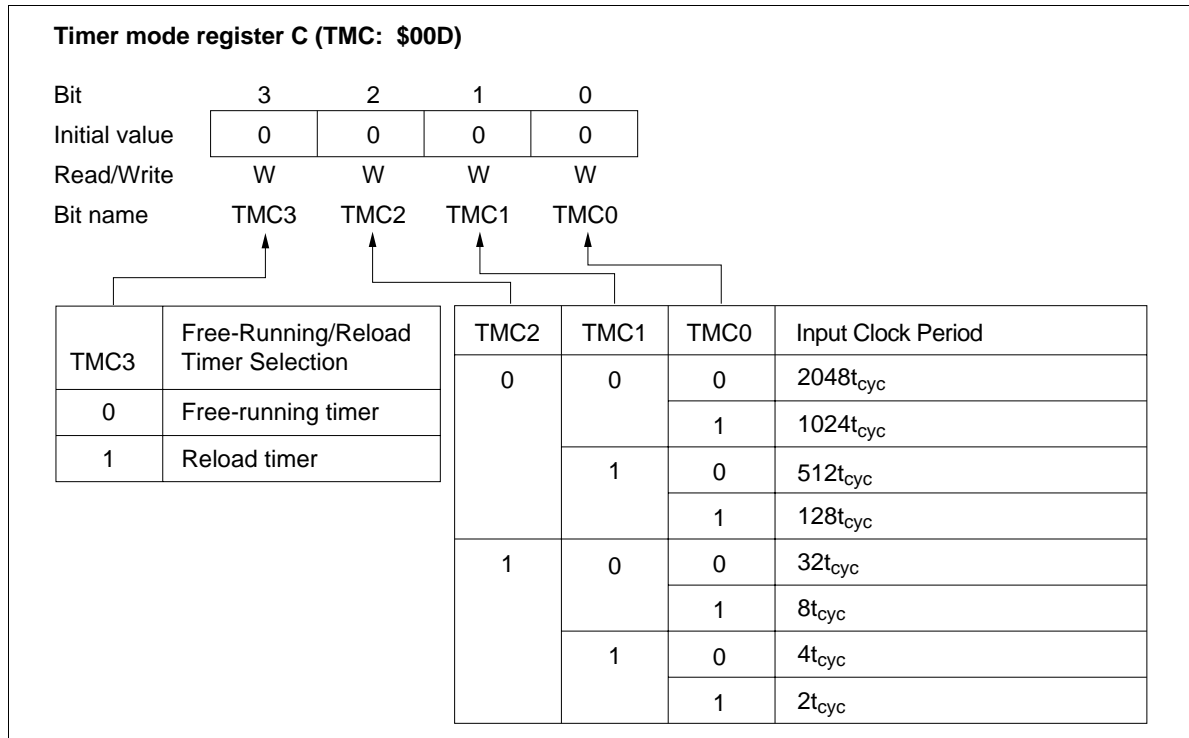 Timer mode register C (TMC: $00D)
Bit 3 2 1 0
Initial value 0 0 0 0
Read/Write W W W W
Bit name TMC3 TMC2 TMC1 TMC0
TMC3 Free-Running/Reload Timer Selection
0 Free-running timer
1 Reload timer
TMC2 TMC1 TMC0 Input Clock Period
0 0 0 2048tcyc
1 1024tcyc
1 0 512tcyc
1 128tcyc
1 0 0 32tcyc
1 8tcyc
1 0 4tcyc
1 2tcyc